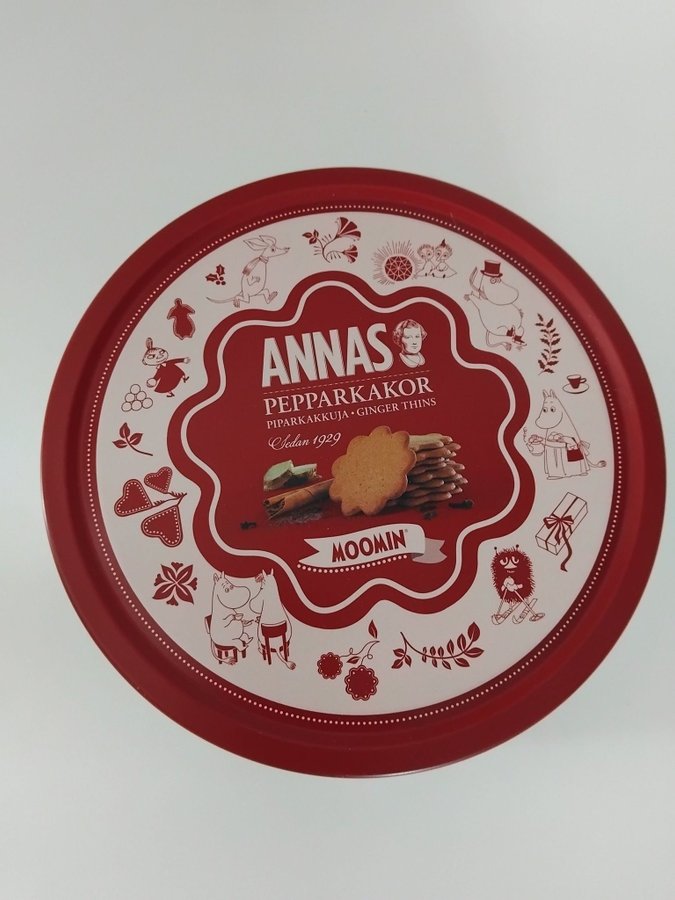 ANNAS
PEPPARKAKOR
PIPARKAKKUJA • GINGER THINS
Sedan 1929
MOOMIN